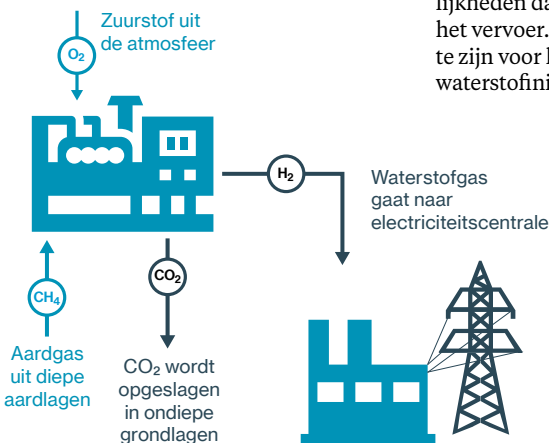 Zuurstof uit
de atmosfeer
O₂
het vervoer.
te zijn voor
H₂
Waterstofgas
gaat naar
electriciteitscentrale
CO₂
CH₄
Aardgas
uit diepe
aardlagen
CO₂ wordt
opgeslagen
in ondiepe
grondlagen